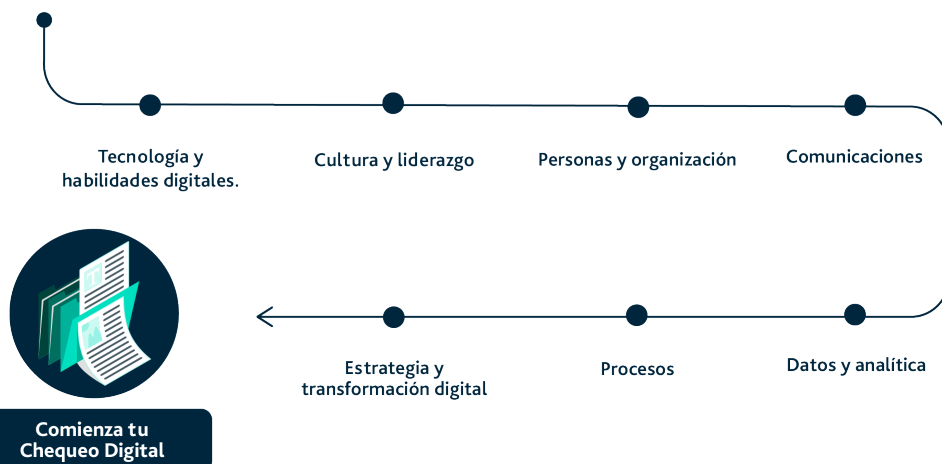 Tecnología y
habilidades digitales.
Cultura y liderazgo
Personas y organización
Comunicaciones
Datos y analítica
Procesos
Estrategia y
transformación digital
T
Comienza tu
Chequeo Digital